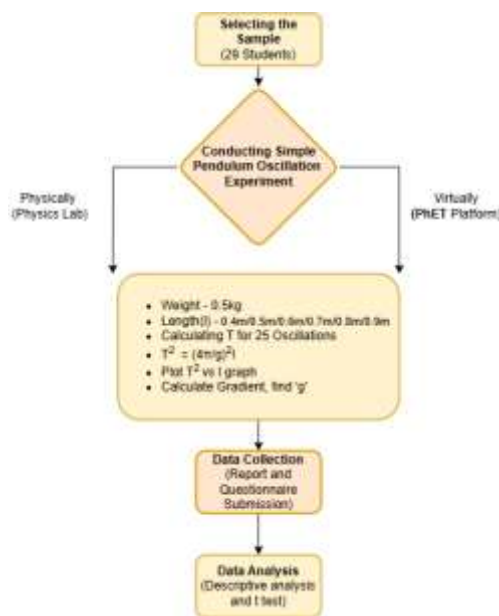 Selecting the
Sample
(29 Students)
Conducting Simple
Pendulum Oscillation
Experiment
Physically
(Physics Lab)
Virtually
(PhET Platform)
• Weight - 0.5kg
• Length(l) - 0.4m/0.5m/0.6m/0.7m/0.8m/0.9m
• Calculating T for 25 Oscillations
• T² = (4π/g)²l
• Plot T² vs l graph
• Calculate Gradient, find 'g'
Data Collection
(Report and
Questionnaire
Submission)
Data Analysis
(Descriptive analysis
and t test)